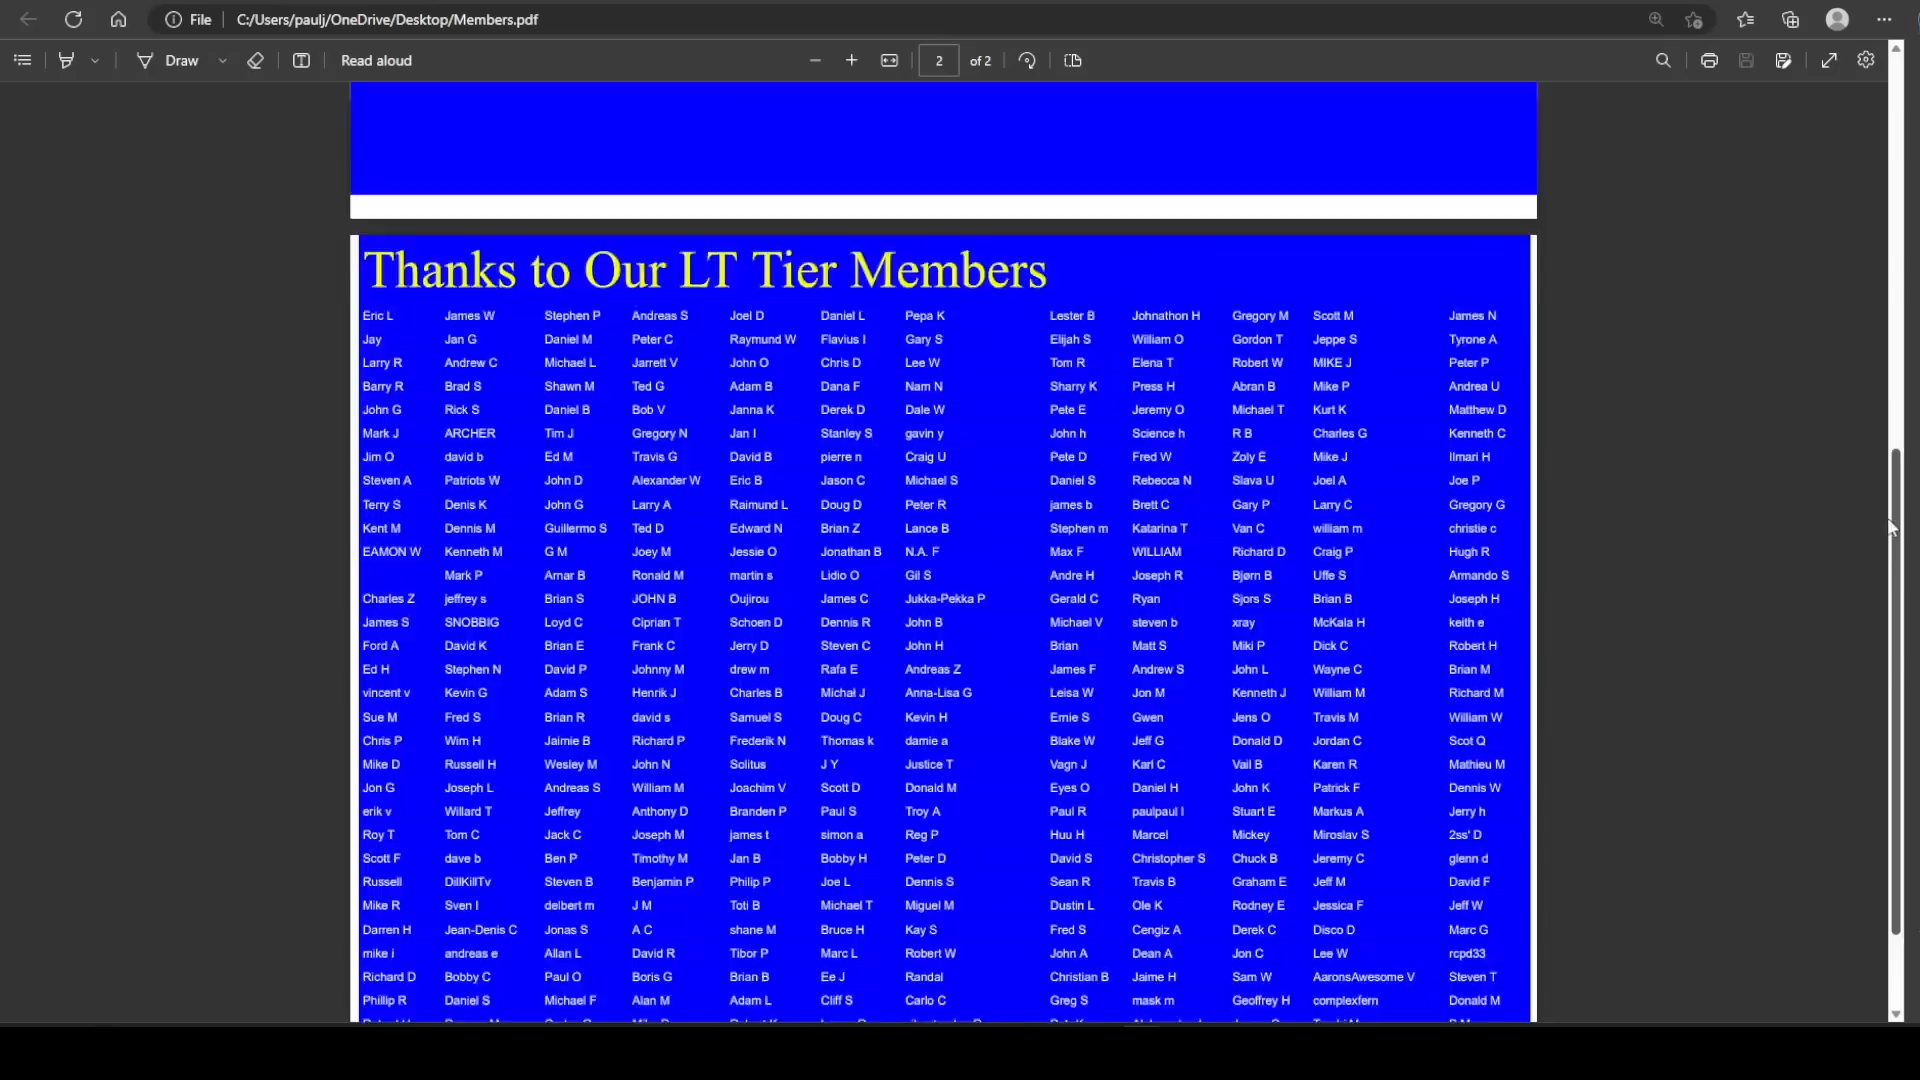 File C:/Users/paulj/OneDrive/Desktop/Members.pdf
Draw Read aloud 2 of 2
Thanks to Our LT Tier Members
Eric L James W Stephen P Andreas S Joel D Daniel L Pepa K Lester B Johnathon H Gregory M Scott M James N
Jay Jan G Daniel M Peter C Raymund W Flavius I Gary S Elijah S William O Gordon T Jeppe S Tyrone A
Larry R Andrew C Michael L Jarrett V John O Chris D Lee W Tom R Elena T Robert W MIKE J Peter P
Barry R Brad S Shawn M Ted G Adam B Dana F Nam N Sharry K Press H Abran B Mike P Andrea U
John G Rick S Daniel B Bob V Janna K Derek D Dale W Pete E Jeremy O Michael T Kurt K Matthew D
Mark J ARCHER Tim J Gregory N Jan I Stanley S gavin y John h Science h R B Charles G Kenneth C
Jim O david b Ed M Travis G David B pierre n Craig U Pete D Fred W Zoly E Mike J Ilmari H
Steven A Patriots W John D Alexander W Eric B Jason C Michael S Daniel S Rebecca N Slava U Joel A Joe P
Terry S Denis K John G Larry A Raimund L Doug D Peter R james b Brett C Gary P Larry C Gregory G
Kent M Dennis M Guillermo S Ted D Edward N Brian Z Lance B Stephen m Katarina T Van C william m christie c
EAMON W Kenneth M G M Joey M Jessie O Jonathan B N.A. F Max F WILLIAM Richard D Craig P Hugh R
Mark P Amar B Ronald M martin s Lidio O Gil S Andre H Joseph R Bjørn B Uffe S Armando S
Charles Z jeffrey s Brian S JOHN B Oujirou James C Jukka-Pekka P Gerald C Ryan Sjors S Brian B Joseph H
James S SNOBBIG Loyd C Ciprian T Schoen D Dennis R John B Michael V steven b xray McKala H keith e
Ford A David K Brian E Frank C Jerry D Steven C John H Brian Matt S Miki P Dick C Robert H
Ed H Stephen N David P Johnny M drew m Rafa E Andreas Z James F Andrew S John L Wayne C Brian M
vincent v Kevin G Adam S Henrik J Charles B Michał J Anna-Lisa G Leisa W Jon M Kenneth J William M Richard M
Sue M Fred S Brian R david s Samuel S Doug C Kevin H Ernie S Gwen Jens O Travis M William W
Chris P Wim H Jaimie B Richard P Frederik N Thomas k damie a Blake W Jeff G Donald D Jordan C Scot Q
Mike D Russell H Wesley M John N Solitus J Y Justice T Vagn J Karl C Vail B Karen R Mathieu M
Jon G Joseph L Andreas S William M Joachim V Scott D Donald M Eyes O Daniel H John K Patrick F Dennis W
erik v Willard T Jeffrey Anthony D Branden P Paul S Troy A Paul R paulpaul l Stuart E Markus A Jerry h
Roy T Tom C Jack C Joseph M james t simon a Reg P Huu H Marcel Mickey Miroslav S 2ss' D
Scott F dave b Ben P Timothy M Jan B Bobby H Peter D David S Christopher S Chuck B Jeremy C glenn d
Russell DillKillTv Steven B Benjamin P Philip P Joe L Dennis S Sean R Travis B Graham E Jeff M David F
Mike R Sven I delbert m J M Toti B Michael T Miguel M Dustin L Ole K Rodney E Jessica F Jeff W
Darren H Jean-Denis C Jonas S A C shane M Bruce H Kay S Fred S Cengiz A Derek C Disco D Marc G
mike i andreas e Allan L David R Tibor P Marc L Robert W John A Dean A Jon C Lee W rcpd33
Richard D Bobby C Paul O Boris G Brian B Ee J Randal Christian B Jaime H Sam W AaronsAwesome V Steven T
Phillip R Daniel S Michael F Alan M Adam L Cliff S Carlo C Greg S mask m Geoffrey H complexfern Donald M